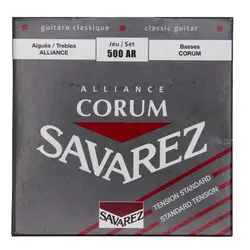 guitare classique classic guitar
Aiguës / Trebles Jeu / Set Basses
ALLIANCE 500 AR CORUM
ALLIANCE
CORUM
SAVAREZ
TENSION STANDARD
STANDARD TENSION
SAVAREZ